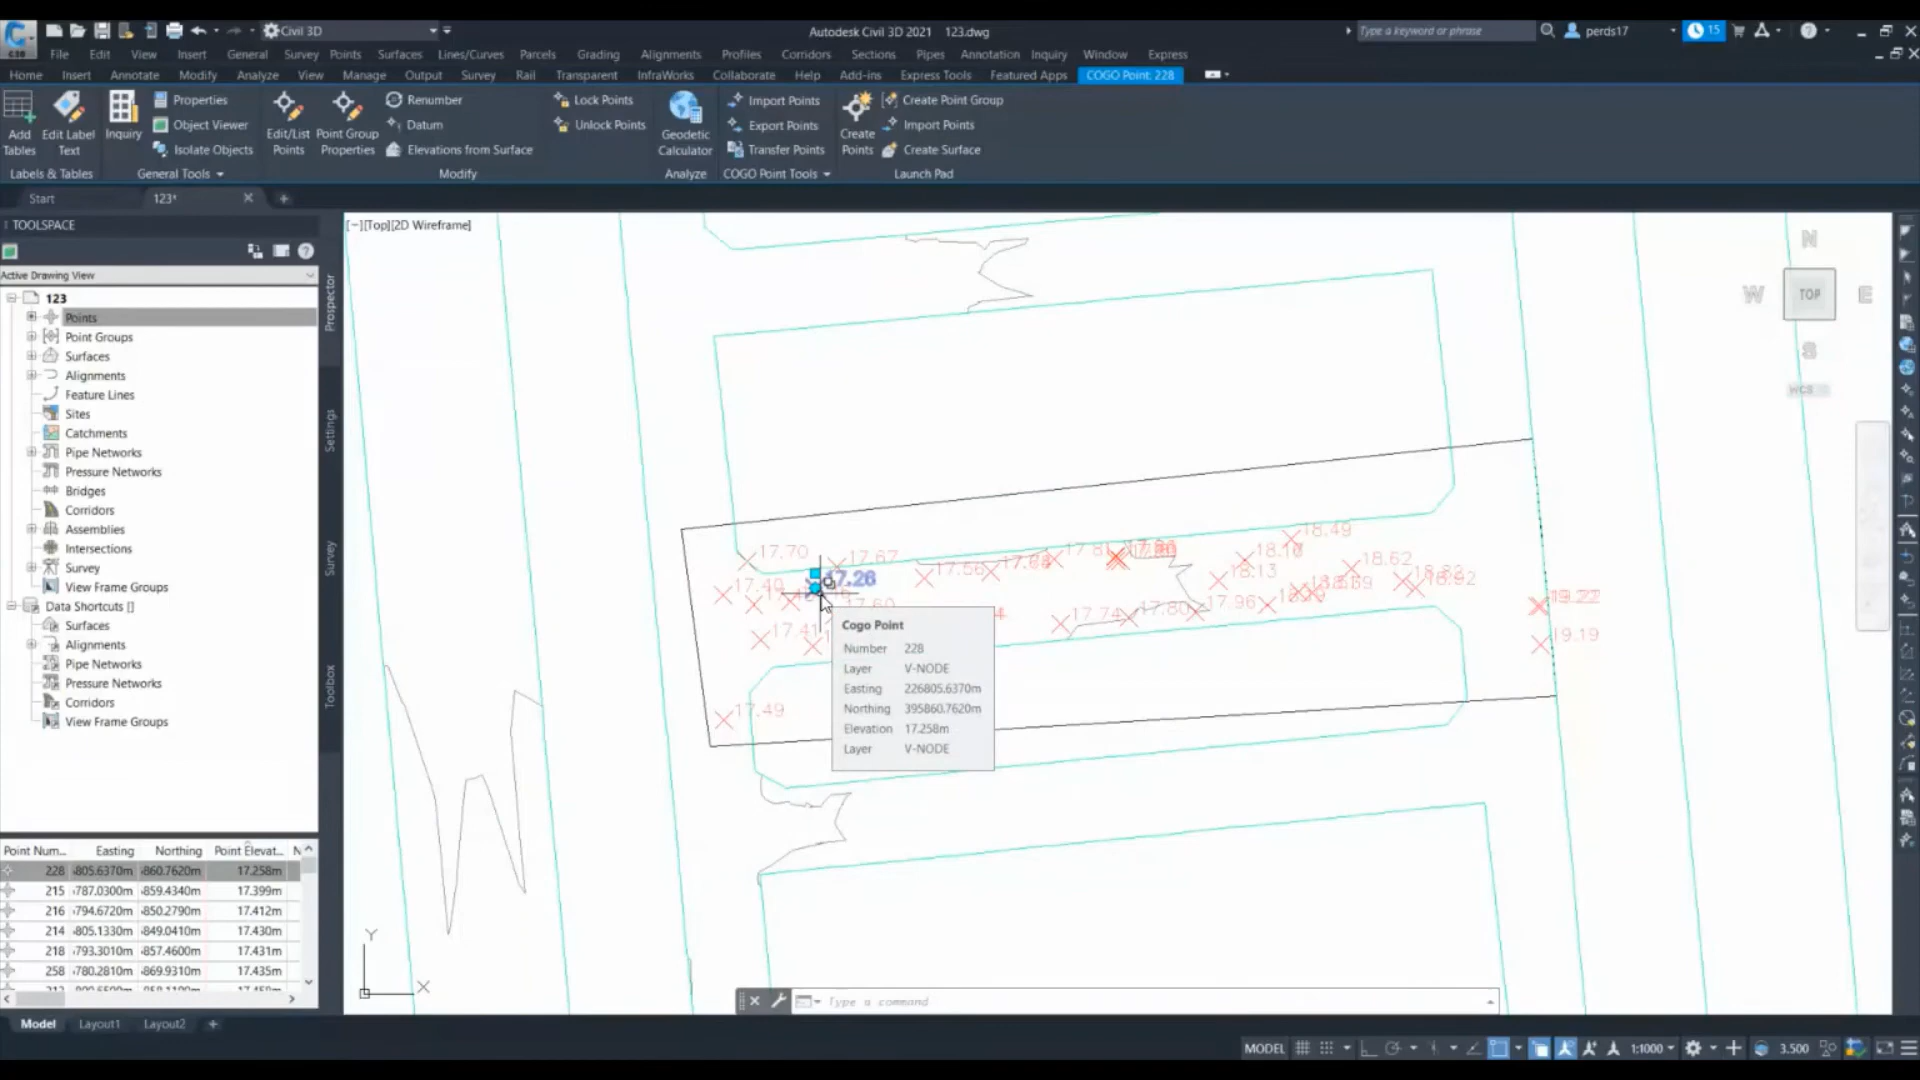 Civil 3D
Autodesk Civil 3D 2021 123.dwg
Type a keyword or phrase
perds17
15
File Edit View Insert General Survey Points Surfaces Lines/Curves Parcels Grading Alignments Profiles Corridors Sections Pipes Annotation Inquiry Window Express
Home Insert Annotate Modify Analyze View Manage Output Survey Rail Transparent InfraWorks Collaborate Help Add-ins Express Tools Featured Apps COGO Point: 228
Add Tables
Edit Label Text
Inquiry
Properties
Object Viewer
Isolate Objects
Edit/List Points
Point Group Properties
Renumber
Datum
Elevations from Surface
Lock Points
Unlock Points
Geodetic Calculator
Import Points
Export Points
Transfer Points
Create Points
Create Point Group
Import Points
Create Surface
Labels & Tables General Tools Modify Analyze COGO Point Tools Launch Pad
Start 123*
TOOLSPACE
[−][Top][2D Wireframe]
Active Drawing View
123
Points
Point Groups
Surfaces
Alignments
Feature Lines
Sites
Catchments
Pipe Networks
Pressure Networks
Bridges
Corridors
Assemblies
Intersections
Survey
View Frame Groups
Data Shortcuts []
Surfaces
Alignments
Pipe Networks
Pressure Networks
Corridors
View Frame Groups
Prospector
Settings
Survey
Toolbox
N
W TOP E
S
WCS
18.49
17.70
17.67
18.62
17.56
18.13
17.40
17.26
17.96
17.60
17.74
17.80
17.41
19.19
17.49
Cogo Point
Number 228
Layer V-NODE
Easting 226805.6370m
Northing 395860.7620m
Elevation 17.258m
Layer V-NODE
Point Num... Easting Northing Point Elevat... N
228 805.6370m 860.7620m 17.258m
215 787.0300m 859.4340m 17.399m
216 794.6720m 850.2790m 17.412m
214 805.1330m 849.0410m 17.430m
218 793.3010m 857.4600m 17.431m
258 780.2810m 869.9310m 17.435m
Y
X
Type a command
Model Layout1 Layout2 +
MODEL 1:1000 3.500